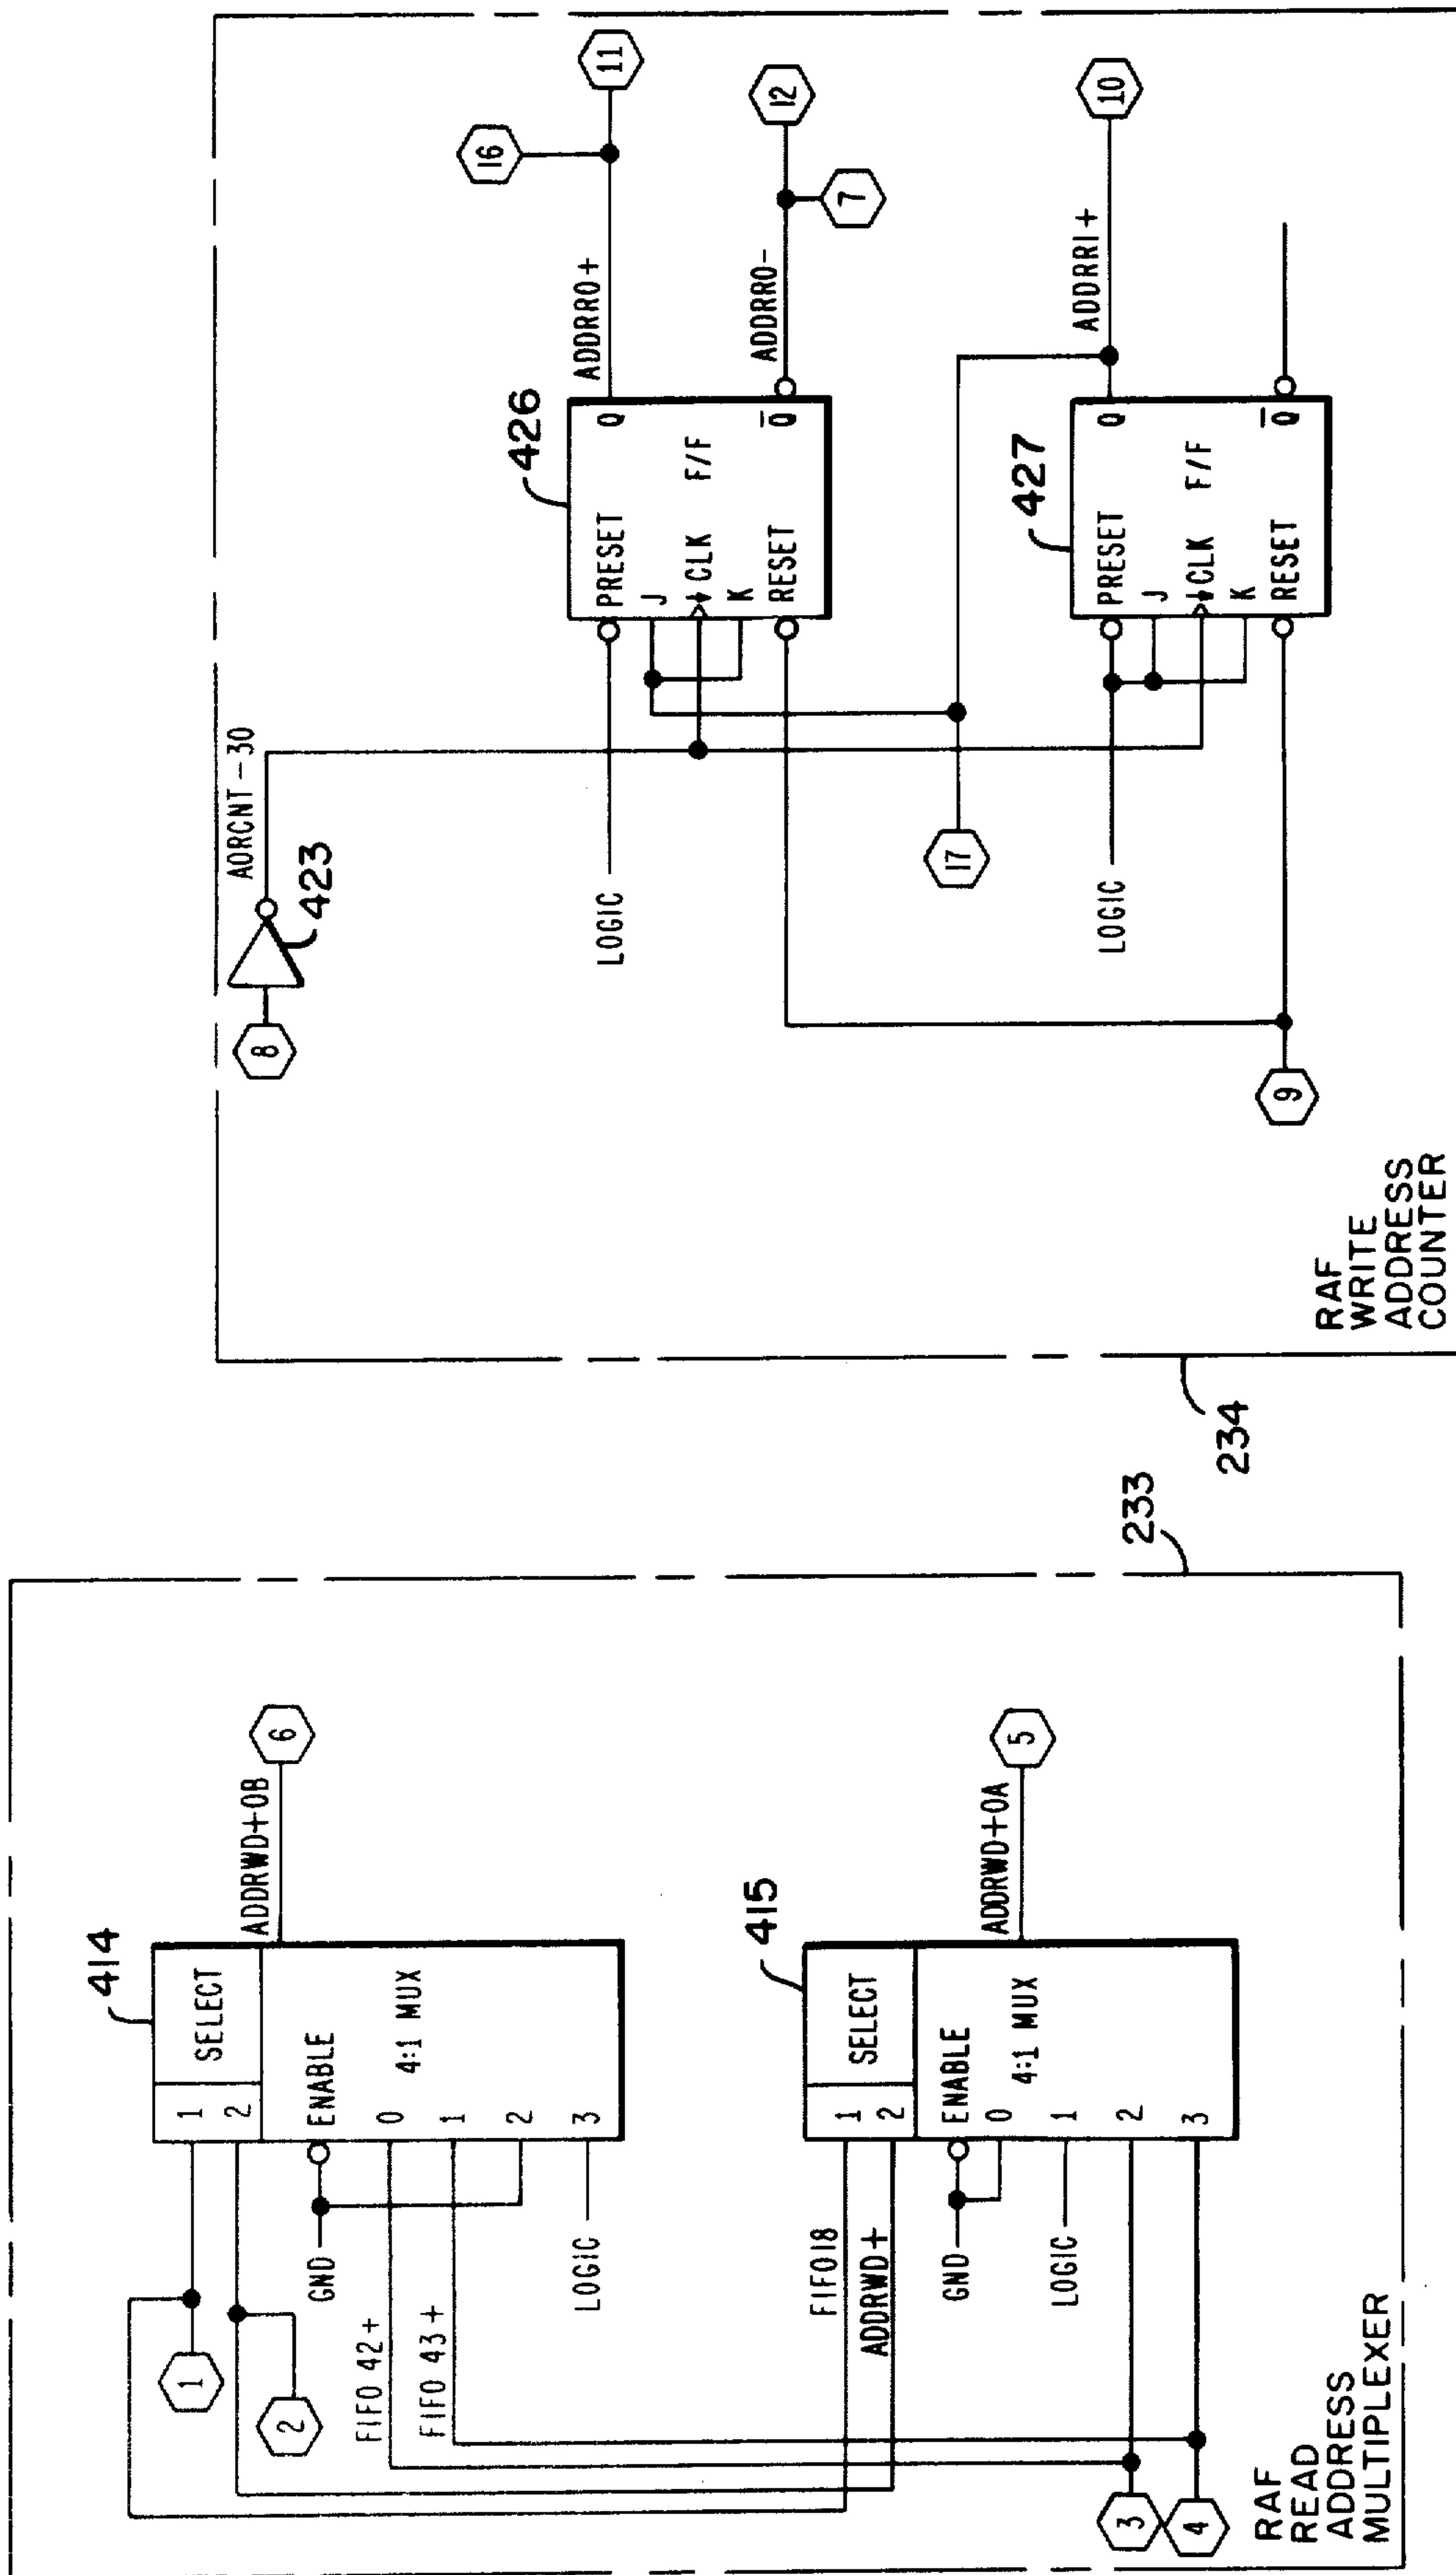 414
1
2
SELECT
ENABLE
0
1
2
3
4:1 MUX
ADDRWD+0B
6
1
2
GND
FIFO 42+
FIFO 43+
LOGIC
415
1
2
SELECT
ENABLE
0
1
2
3
4:1 MUX
ADDRWD+0A
5
FIFO18
ADDRWD+
GND
LOGIC
3
4
RAF
READ
ADDRESS
MULTIPLEXER
233
234
8
423
AORCNT-30
LOGIC
426
PRESET
J
CLK
K
RESET
F/F
Q
Q̅
ADDRR0+
ADDRR0-
16
11
12
7
17
LOGIC
427
PRESET
J
CLK
K
RESET
F/F
Q
Q̅
ADDRR1+
10
9
RAF
WRITE
ADDRESS
COUNTER